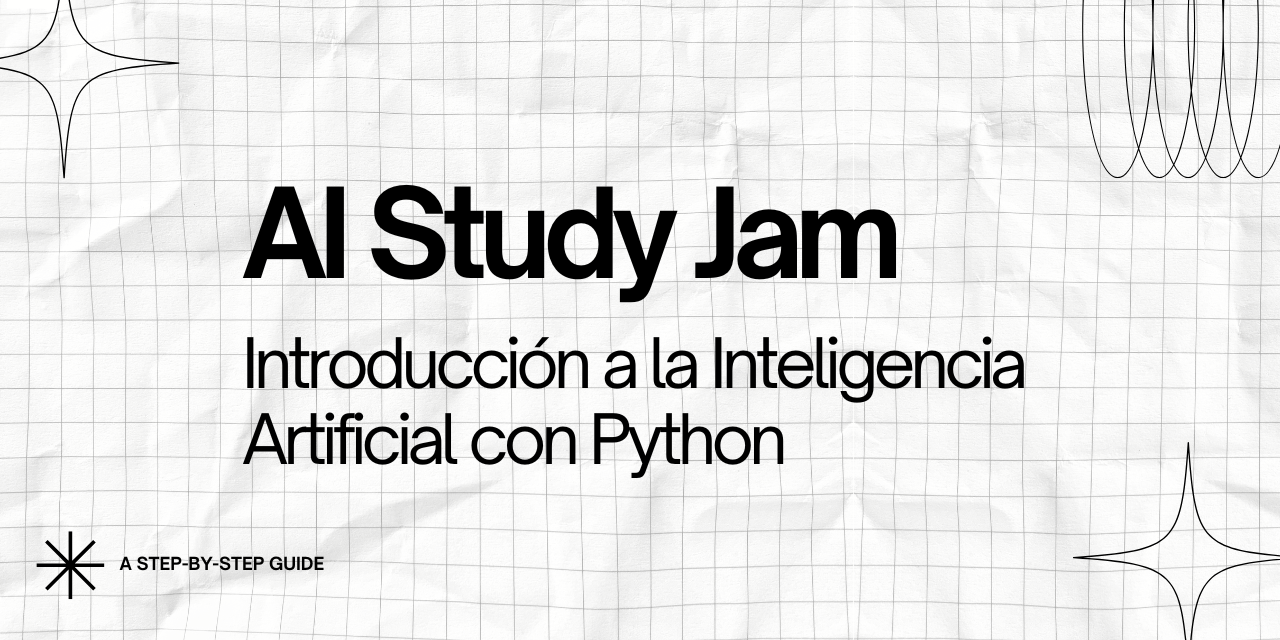 AI Study Jam
Introducción a la Inteligencia
Artificial con Python
A STEP-BY-STEP GUIDE